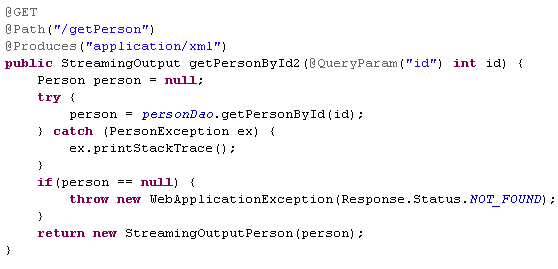 @GET
@Path("/getPerson")
@Produces("application/xml")
public StreamingOutput getPersonById2(@QueryParam("id") int id) {
    Person person = null;
    try {
        person = personDao.getPersonById(id);
    } catch (PersonException ex) {
        ex.printStackTrace();
    }
    if(person == null) {
        throw new WebApplicationException(Response.Status.NOT_FOUND);
    }
    return new StreamingOutputPerson(person);
}